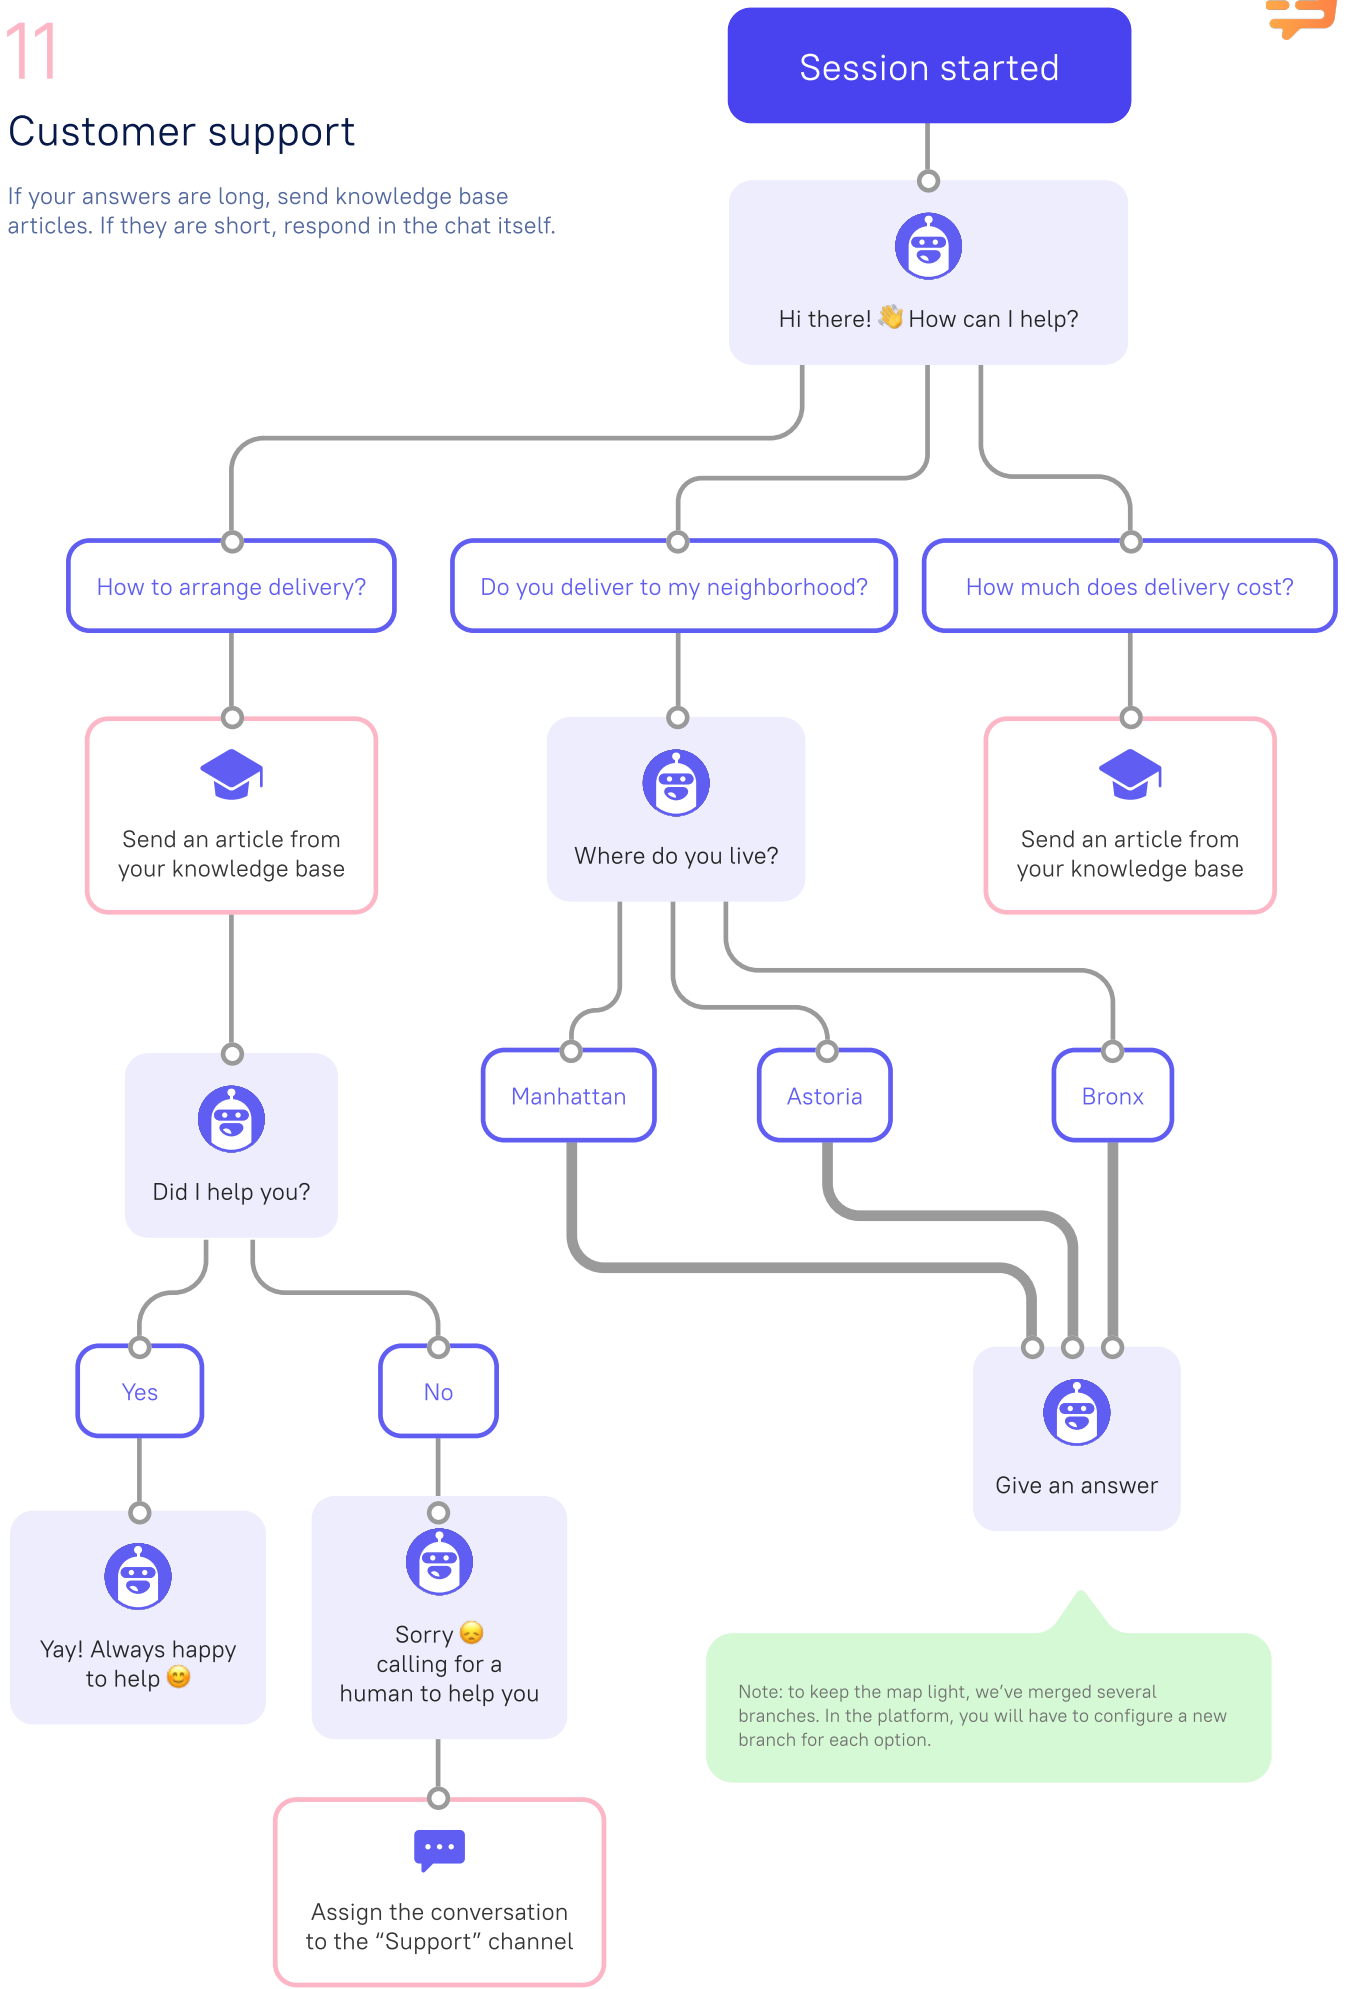 11
Customer support
If your answers are long, send knowledge base
articles. If they are short, respond in the chat itself.
Session started
Hi there! 👋 How can I help?
How to arrange delivery?
Do you deliver to my neighborhood?
How much does delivery cost?
Send an article from
your knowledge base
Where do you live?
Send an article from
your knowledge base
Manhattan
Astoria
Bronx
Did I help you?
Yes
No
Give an answer
Yay! Always happy
to help 😊
Sorry 😞
calling for a
human to help you
Note: to keep the map light, we’ve merged several
branches. In the platform, you will have to configure a new
branch for each option.
Assign the conversation
to the “Support” channel